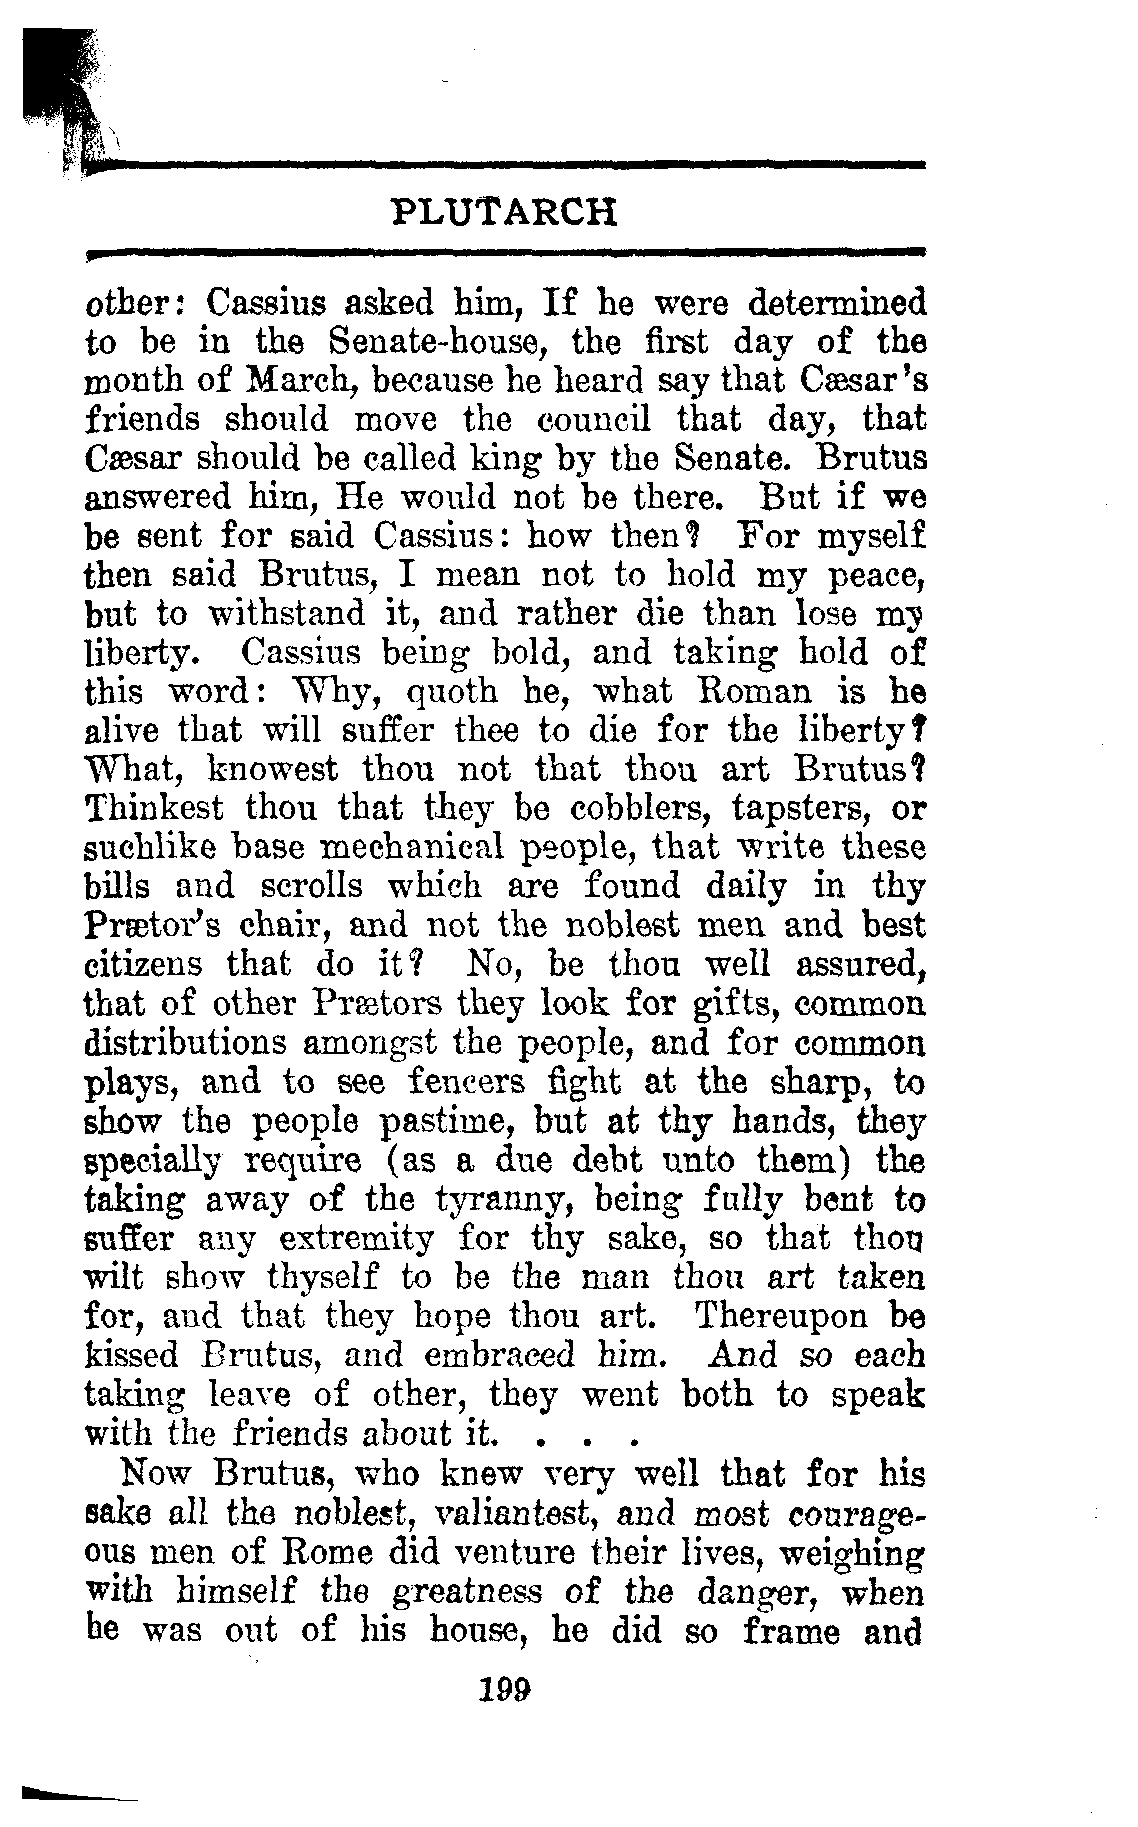 PLUTARCH
other: Cassius asked him, If he were determined
to be in the Senate-house, the first day of the
month of March, because he heard say that Cæsar's
friends should move the council that day, that
Cæsar should be called king by the Senate. Brutus
answered him, He would not be there. But if we
be sent for said Cassius: how then? For myself
then said Brutus, I mean not to hold my peace,
but to withstand it, and rather die than lose my
liberty. Cassius being bold, and taking hold of
this word: Why, quoth he, what Roman is he
alive that will suffer thee to die for the liberty?
What, knowest thou not that thou art Brutus?
Thinkest thou that they be cobblers, tapsters, or
suchlike base mechanical people, that write these
bills and scrolls which are found daily in thy
Prætor's chair, and not the noblest men and best
citizens that do it? No, be thou well assured,
that of other Prætors they look for gifts, common
distributions amongst the people, and for common
plays, and to see fencers fight at the sharp, to
show the people pastime, but at thy hands, they
specially require (as a due debt unto them) the
taking away of the tyranny, being fully bent to
suffer any extremity for thy sake, so that thou
wilt show thyself to be the man thou art taken
for, and that they hope thou art. Thereupon he
kissed Brutus, and embraced him. And so each
taking leave of other, they went both to speak
with the friends about it. . . .
Now Brutus, who knew very well that for his
sake all the noblest, valiantest, and most courage-
ous men of Rome did venture their lives, weighing
with himself the greatness of the danger, when
he was out of his house, he did so frame and
199